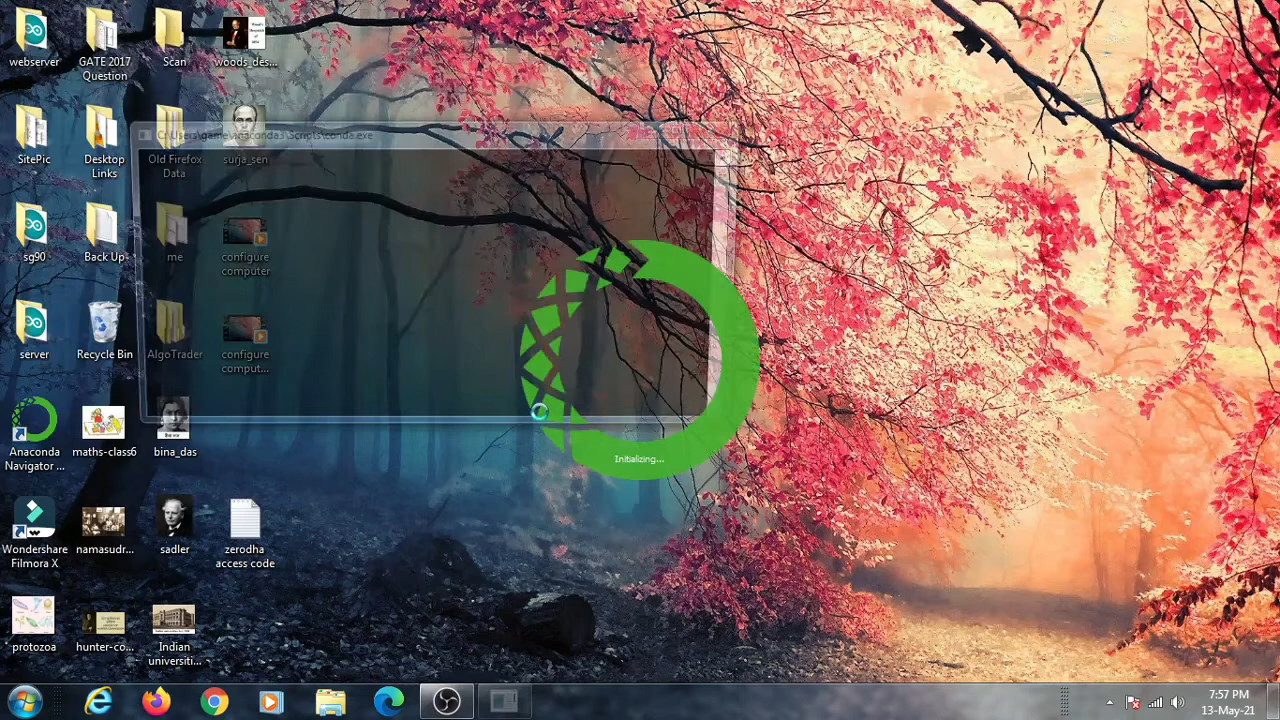 webserver
GATE 2017
Question
Scan
woods_des...
C:\Users\game\anaconda3\Scripts\conda.exe
SitePic
Desktop
Links
Old Firefox
Data
surja_sen
sg90
Back Up
me
configure
computer
server
Recycle Bin
AlgoTrader
configure
comput...
Anaconda
Navigator ...
maths-class6
bina_das
Initializing...
Wondershare
Filmora X
namasudr...
sadler
zerodha
access code
protozoa
hunter-co...
Indian
universiti...
7:57 PM
13-May-21